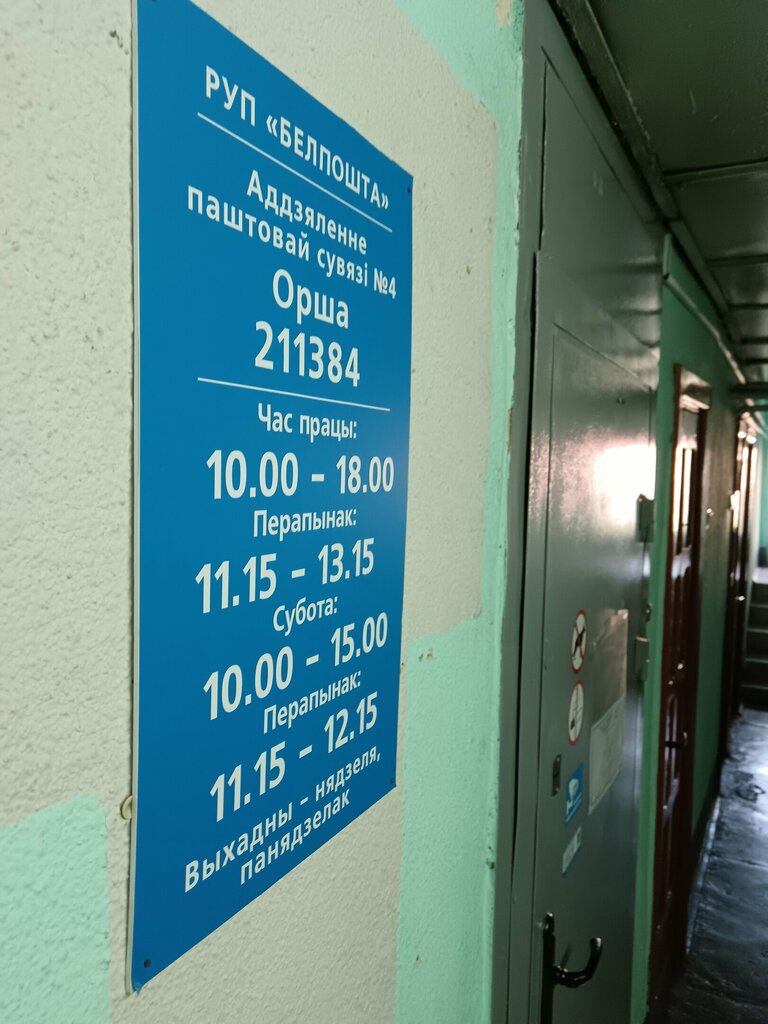 РУП «БЕЛПОШТА»
Аддзяленне
паштовай сувязі №4
Орша
211384
Час працы:
10.00 – 18.00
Перапынак:
11.15 – 13.15
Субота:
10.00 – 15.00
Перапынак:
11.15 – 12.15
Выхадны – нядзеля,
панядзелак